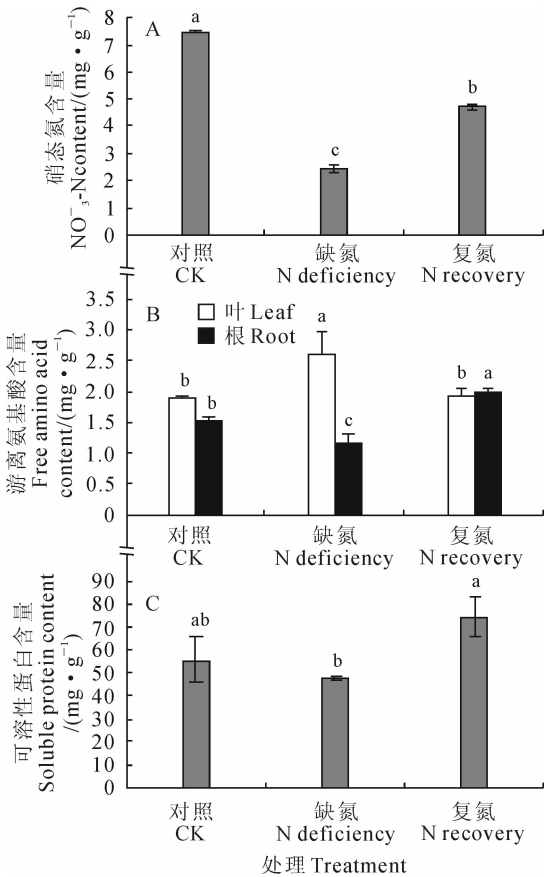 硝态氮含量
NO₃⁻-Ncontent/(mg·g⁻¹)
A
8
7
6
5
4
3
2
1
0
a
c
b
对照
CK
缺氮
N deficiency
复氮
N recovery
游离氨基酸含量
Free amino acid
content/(mg·g⁻¹)
B
叶 Leaf
根 Root
3.5
3.0
2.5
2.0
1.5
1.0
0.5
0
b
b
a
c
b
a
对照
CK
缺氮
N deficiency
复氮
N recovery
可溶性蛋白含量
Soluble protein content
/(mg·g⁻¹)
C
90
80
70
60
50
40
30
20
10
0
ab
b
a
对照
CK
缺氮
N deficiency
复氮
N recovery
处理 Treatment